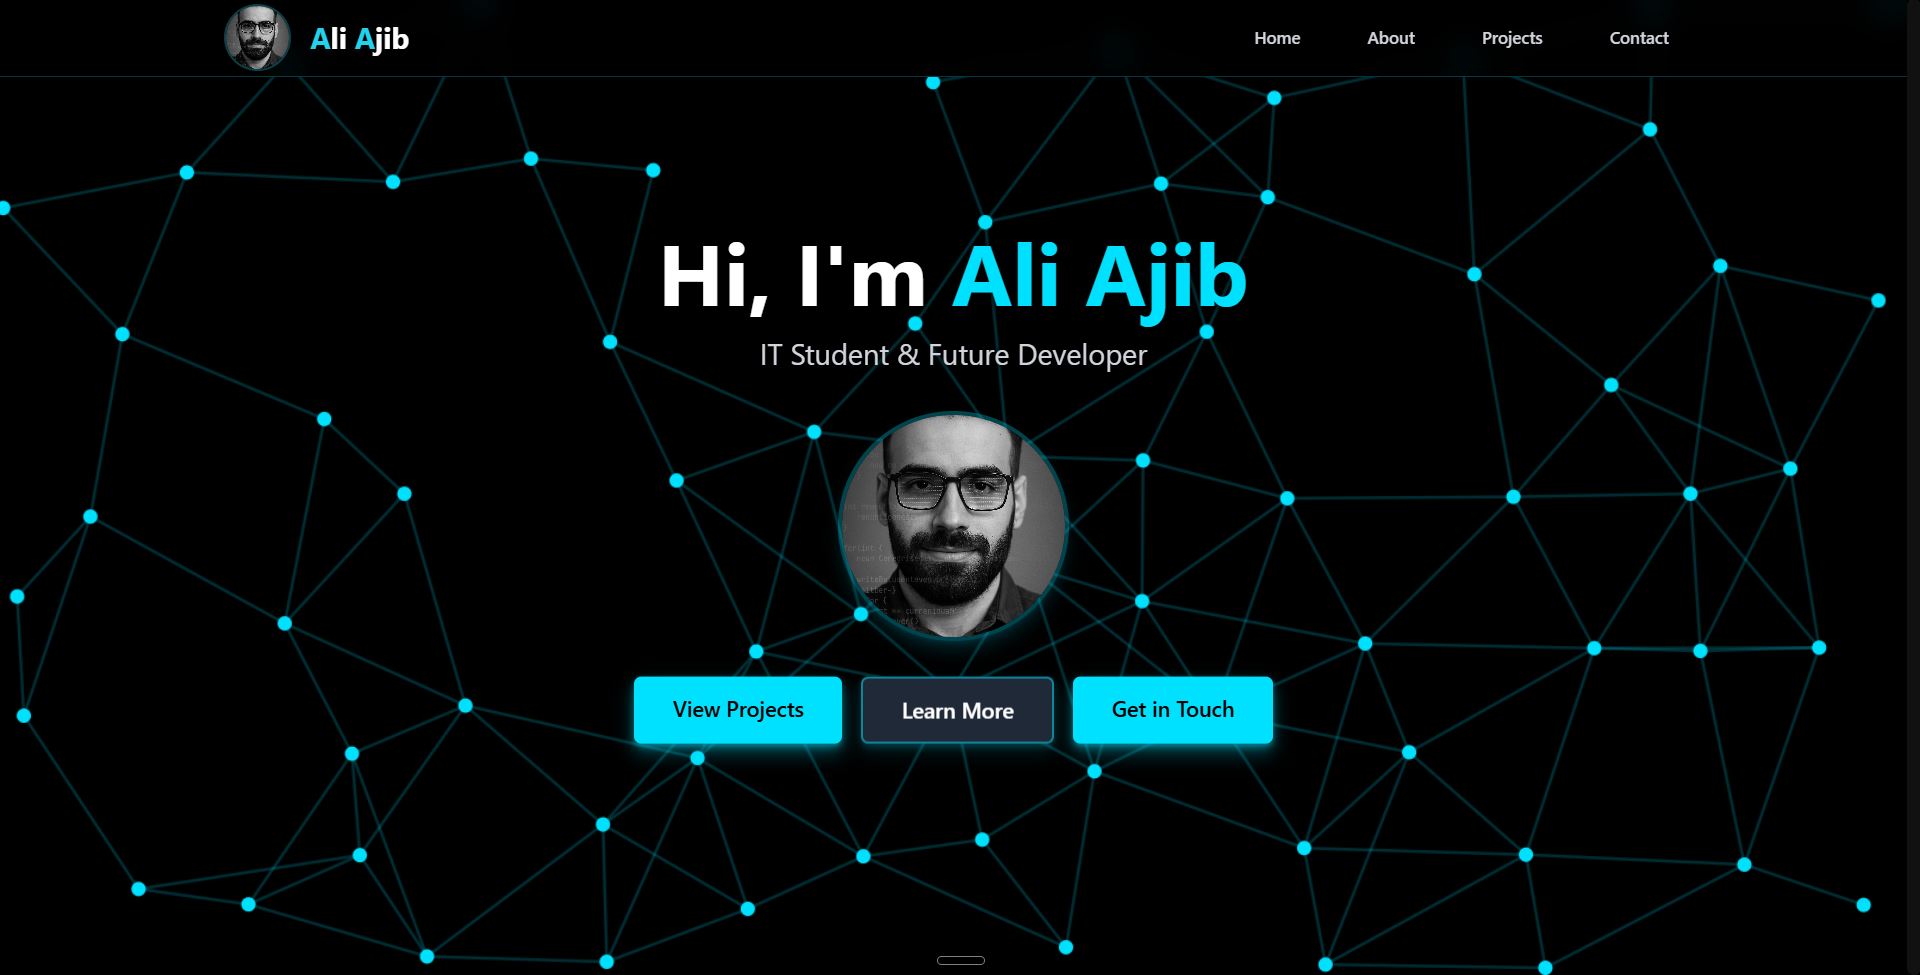 Ali Ajib
Home
About
Projects
Contact
Hi, I'm Ali Ajib
IT Student & Future Developer
View Projects
Learn More
Get in Touch